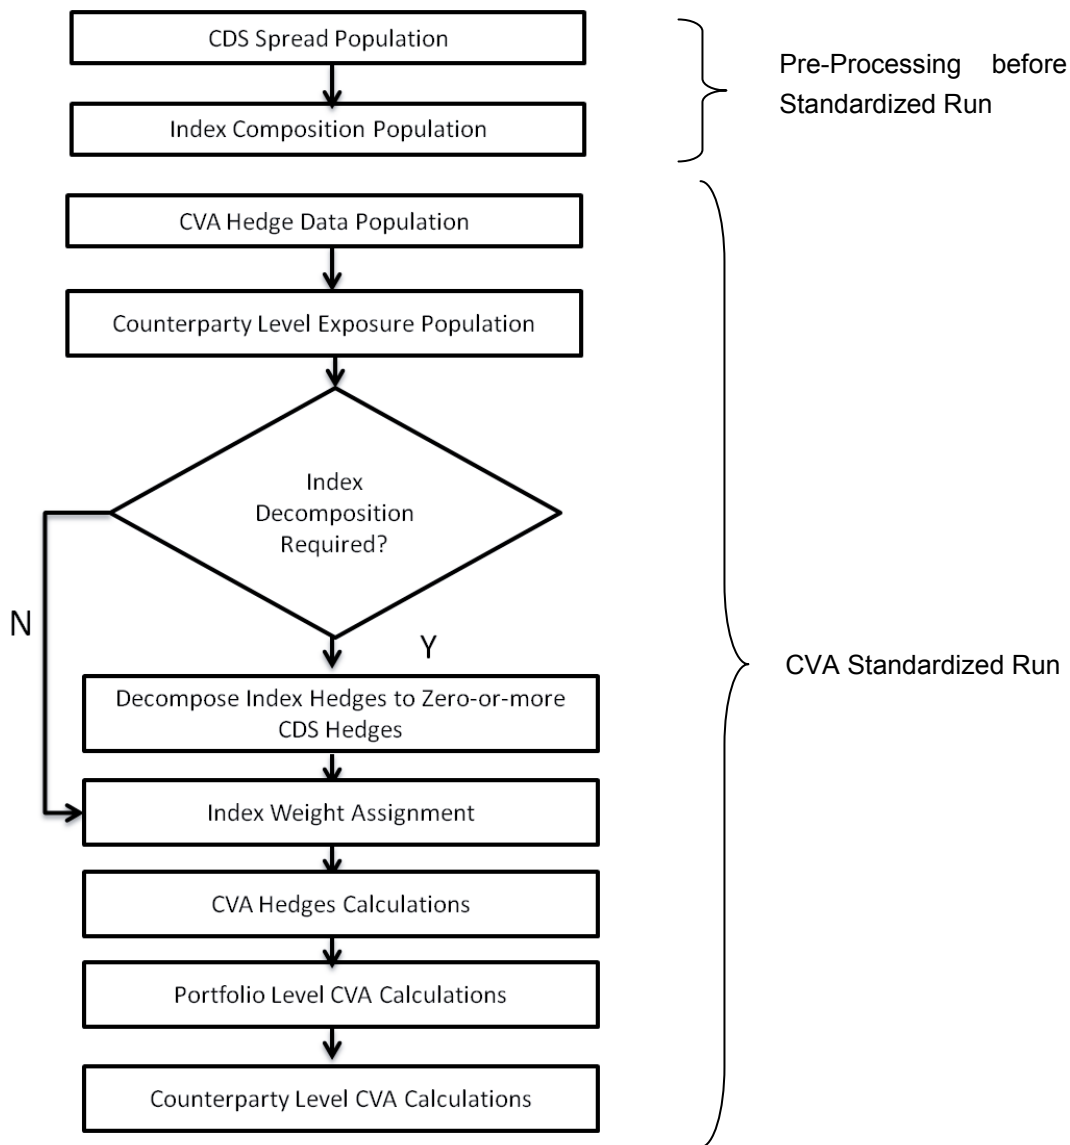 CDS Spread Population
Index Composition Population
Pre-Processing before
Standardized Run
CVA Hedge Data Population
Counterparty Level Exposure Population
Index
Decomposition
Required?
N
Y
Decompose Index Hedges to Zero-or-more
CDS Hedges
Index Weight Assignment
CVA Hedges Calculations
Portfolio Level CVA Calculations
Counterparty Level CVA Calculations
CVA Standardized Run